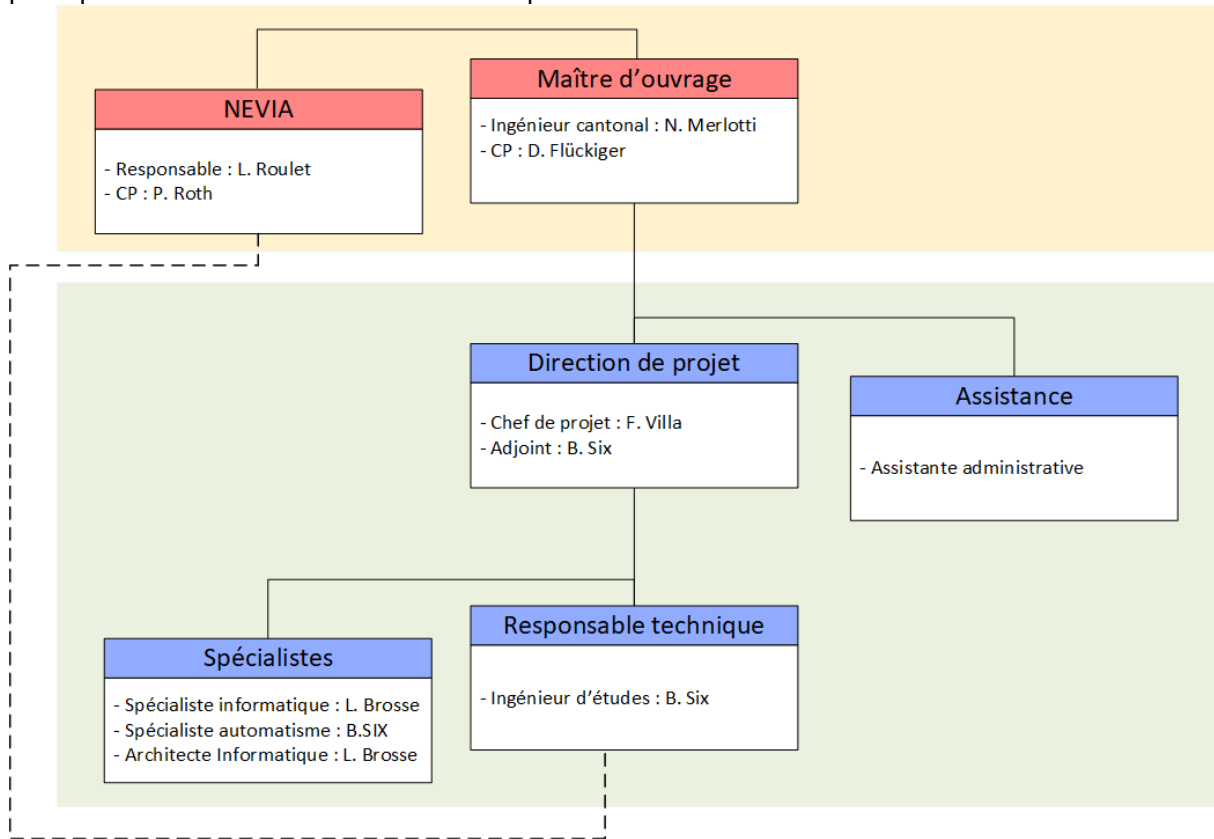 Maître d'ouvrage
- Ingénieur cantonal : N. Merlotti
- CP : D. Flückiger
NEVIA
- Responsable : L. Roulet
- CP : P. Roth
Direction de projet
- Chef de projet : F. Villa
- Adjoint : B. Six
Assistance
- Assistante administrative
Responsable technique
- Ingénieur d'études : B. Six
Spécialistes
- Spécialiste informatique : L. Brosse
- Spécialiste automatisme : B.SIX
- Architecte Informatique : L. Brosse